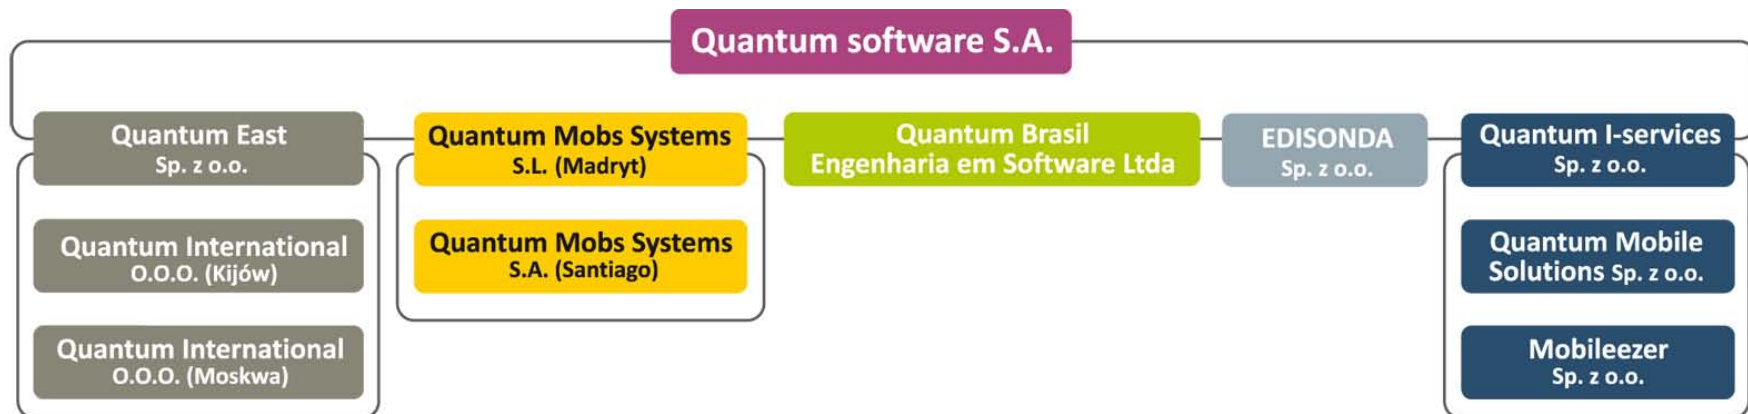 Quantum software S.A.
Quantum East
Sp. z o.o.
Quantum International
O.O.O. (Kijów)
Quantum International
O.O.O. (Moskwa)
Quantum Mobs Systems
S.L. (Madryt)
Quantum Mobs Systems
S.A. (Santiago)
Quantum Brasil
Engenharia em Software Ltda
EDISONDA
Sp. z o.o.
Quantum I-services
Sp. z o.o.
Quantum Mobile
Solutions Sp. z o.o.
Mobileezer
Sp. z o.o.